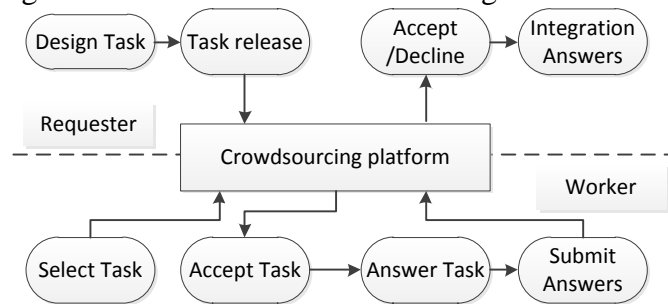 Design Task
Task release
Accept
/Decline
Integration
Answers
Requester
Crowdsourcing platform
Worker
Select Task
Accept Task
Answer Task
Submit
Answers